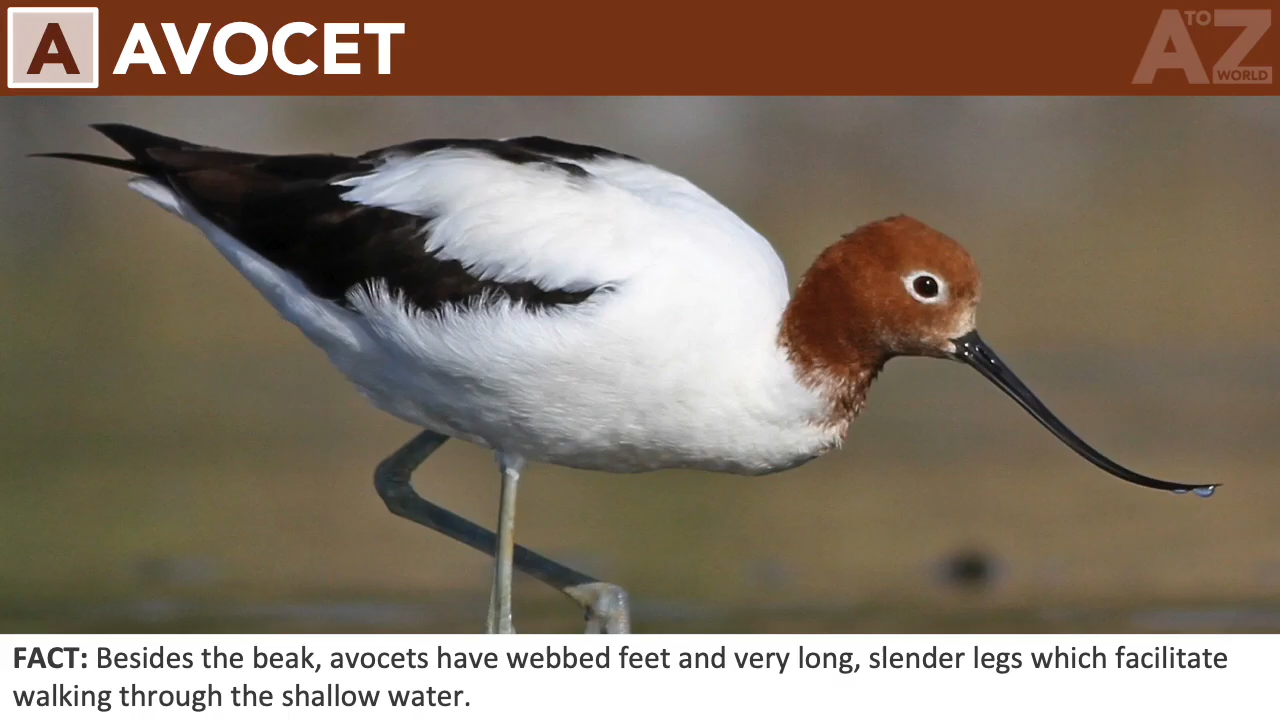 A AVOCET
A TO Z WORLD
FACT: Besides the beak, avocets have webbed feet and very long, slender legs which facilitate
walking through the shallow water.